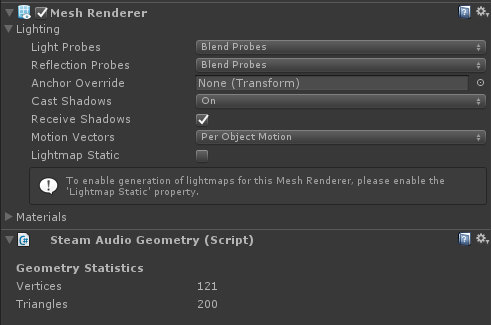 Mesh Renderer
Lighting
Light Probes Blend Probes
Reflection Probes Blend Probes
Anchor Override None (Transform)
Cast Shadows On
Receive Shadows
Motion Vectors Per Object Motion
Lightmap Static
To enable generation of lightmaps for this Mesh Renderer, please enable the
'Lightmap Static' property.
Materials
Steam Audio Geometry (Script)
Geometry Statistics
Vertices 121
Triangles 200